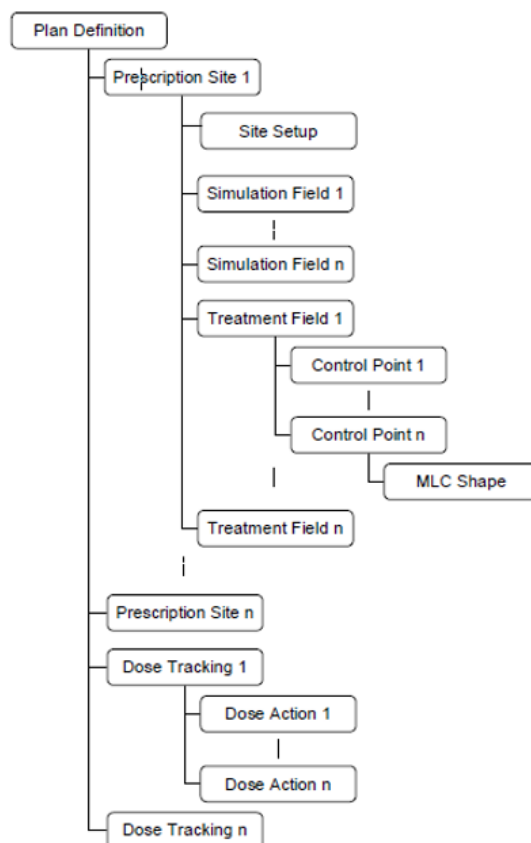 Plan Definition
Prescription Site 1
Site Setup
Simulation Field 1
Simulation Field n
Treatment Field 1
Control Point 1
Control Point n
MLC Shape
Treatment Field n
Prescription Site n
Dose Tracking 1
Dose Action 1
Dose Action n
Dose Tracking n